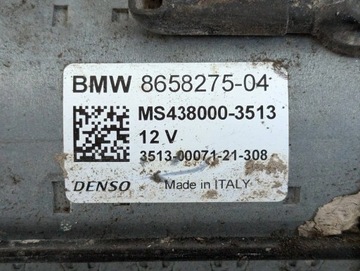 BMW 8658275-04
MS438000-3513
12 V
3513-00071-21-308
DENSO Made in ITALY